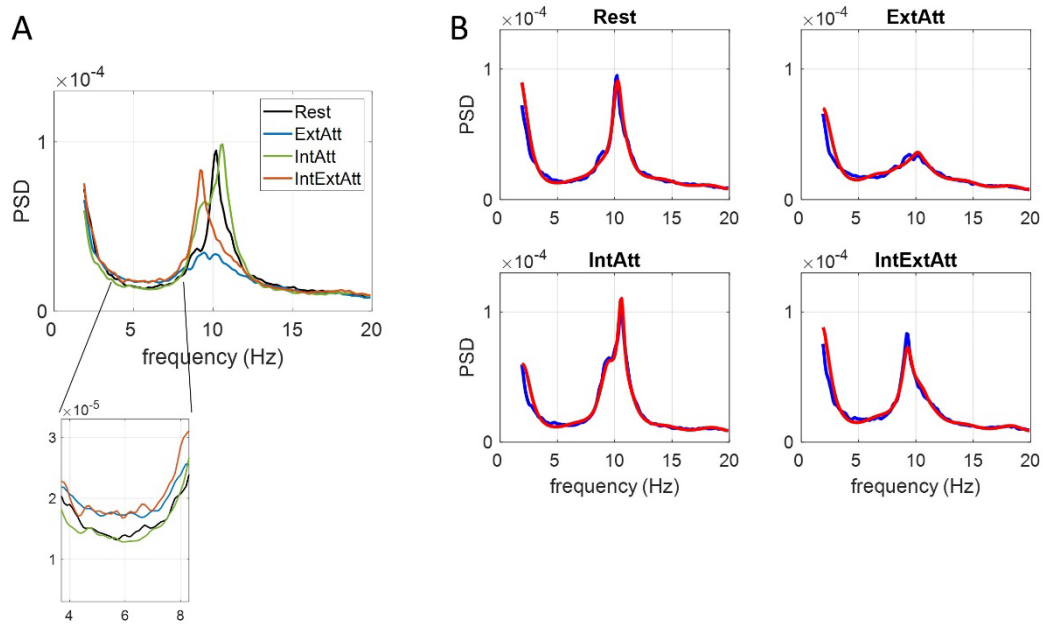 A
×10⁻⁴
PSD
1
0
0
5
10
15
20
frequency (Hz)
Rest
ExtAtt
IntAtt
IntExtAtt
×10⁻⁵
3
2
1
4
6
8
B
Rest
×10⁻⁴
PSD
1
0
0
5
10
15
20
ExtAtt
×10⁻⁴
1
0
0
5
10
15
20
IntAtt
×10⁻⁴
PSD
1
0
0
5
10
15
20
frequency (Hz)
IntExtAtt
×10⁻⁴
1
0
0
5
10
15
20
frequency (Hz)